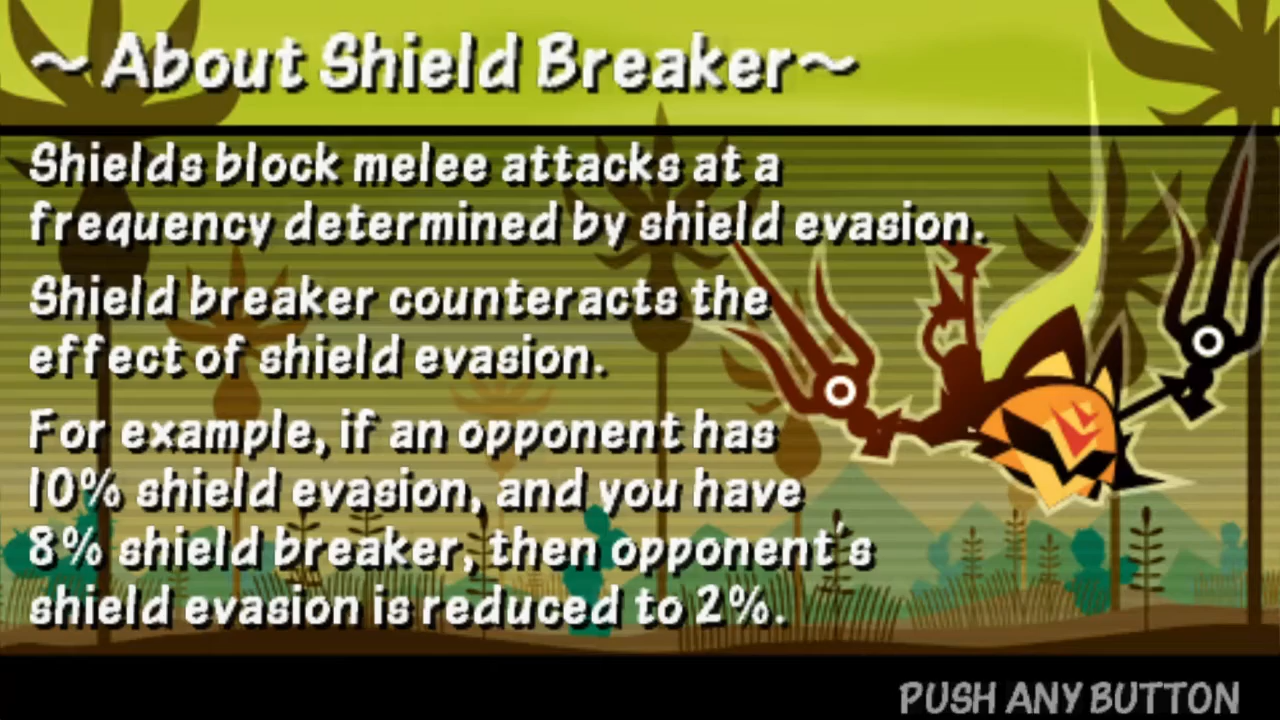 ~ About Shield Breaker~
Shields block melee attacks at a
frequency determined by shield evasion.
Shield breaker counteracts the
effect of shield evasion.
For example, if an opponent has
10% shield evasion, and you have
8% shield breaker, then opponent's
shield evasion is reduced to 2%.
PUSH ANY BUTTON